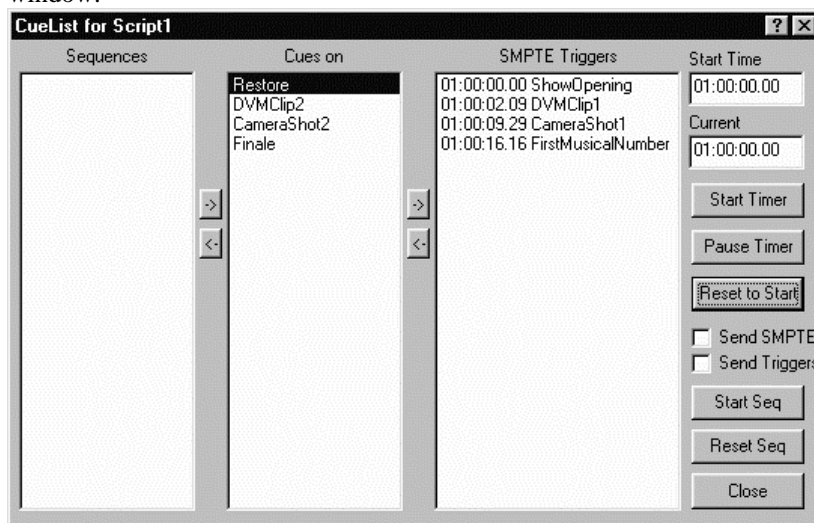 window.
CueList for Script1
Sequences
Cues on
SMPTE Triggers
Start Time
Restore
DVMClip2
CameraShot2
Finale
01:00:00.00 ShowOpening
01:00:02.09 DVMClip1
01:00:09.29 CameraShot1
01:00:16.16 FirstMusicalNumber
01:00:00.00
Current
01:00:00.00
->
<-
->
<-
Start Timer
Pause Timer
Reset to Start
Send SMPTE
Send Triggers
Start Seq
Reset Seq
Close